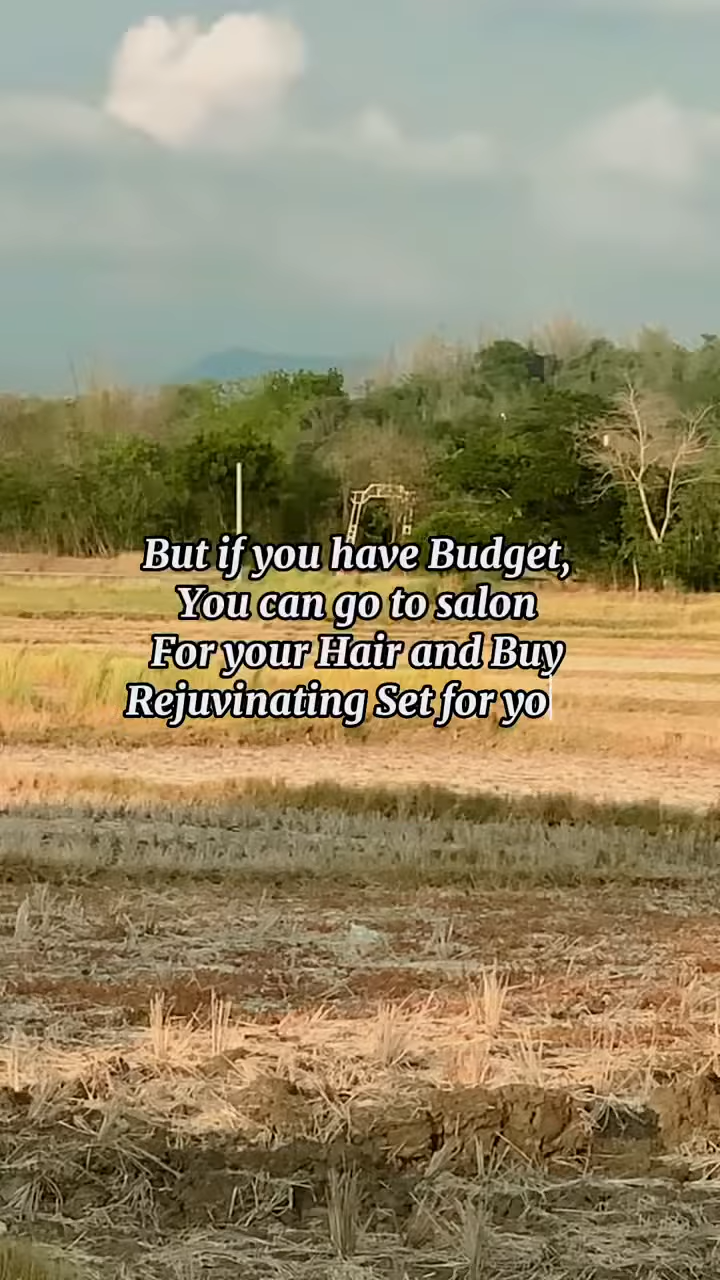 But if you have Budget,
You can go to salon
For your Hair and Buy
Rejuvinating Set for yo